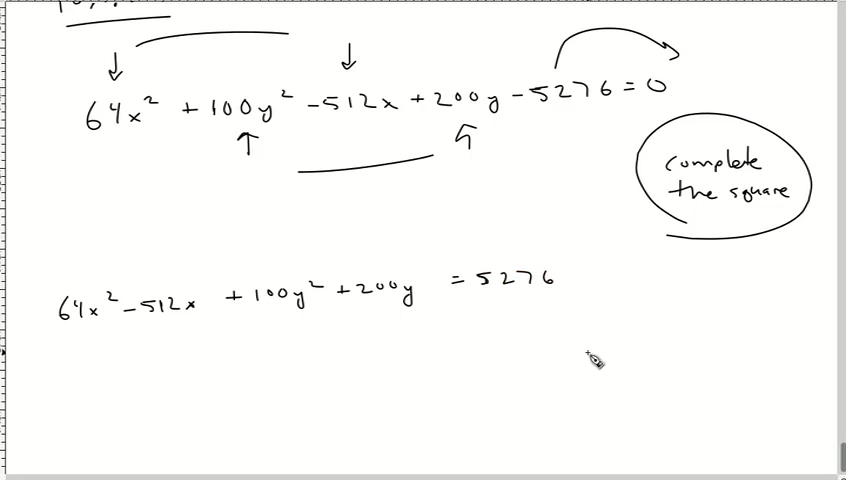 64x² + 100y² - 512x + 200y - 5276 = 0
complete
the square
64x² - 512x + 100y² + 200y = 5276